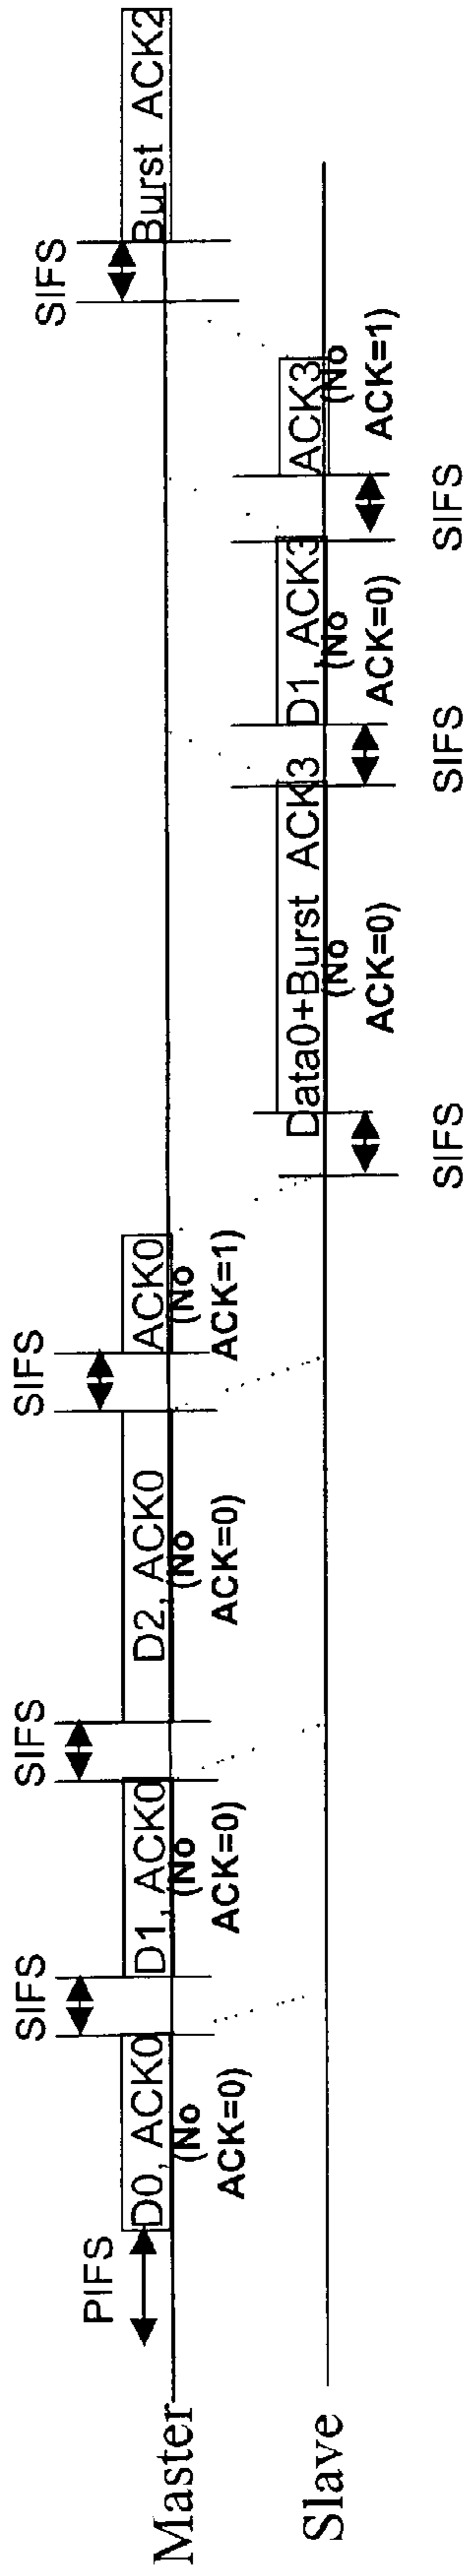 Master
PIFS
D0, ACK0
(No
ACK=0)
SIFS
D1, ACK0
(No
ACK=0)
SIFS
D2, ACK0
(No
ACK=0)
SIFS
ACK0
(No
ACK=1)
SIFS
Burst ACK2
Slave
SIFS
Data0+Burst ACK3
(No
ACK=0)
SIFS
D1, ACK3
(No
ACK=0)
SIFS
ACK3
(No
ACK=1)